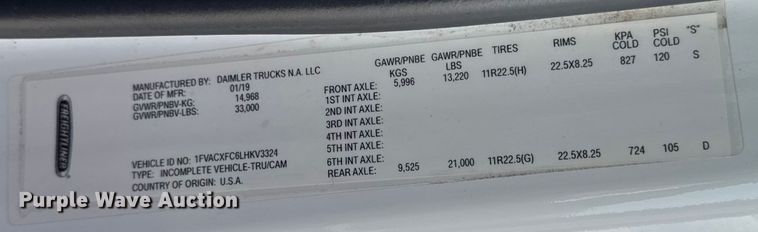 FREIGHTLINER
MANUFACTURED BY: DAIMLER TRUCKS N.A. LLC
DATE OF MFR: 01/19
GVWR/PNBV-KG: 14,968
GVWR/PNBV-LBS: 33,000
VEHICLE ID 1FVACXFC6LHKV3324
TYPE: INCOMPLETE VEHICLE-TRU/CAM
COUNTRY OF ORIGIN: U.S.A.
GAWR/PNBE KGS GAWR/PNBE LBS TIRES RIMS KPA COLD PSI COLD "S"
FRONT AXLE: 5,996 13,220 11R22.5(H) 22.5X8.25 827 120 S
1ST INT AXLE:
2ND INT AXLE:
3RD INT AXLE:
4TH INT AXLE:
5TH INT AXLE:
6TH INT AXLE:
REAR AXLE: 9,525 21,000 11R22.5(G) 22.5X8.25 724 105 D
Purple Wave Auction